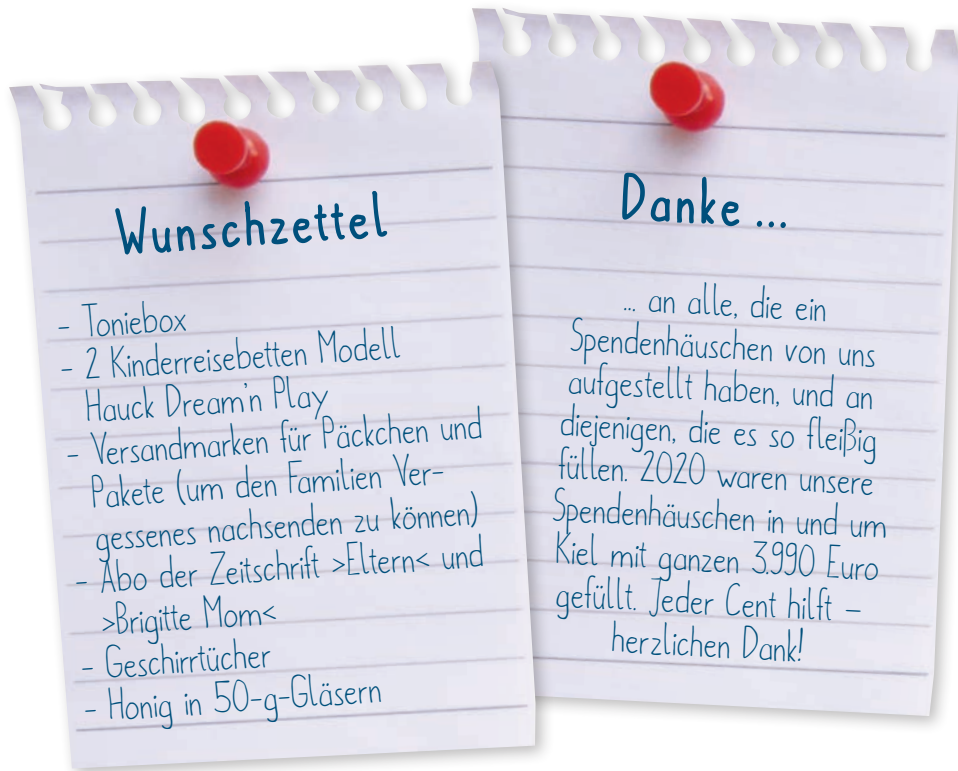 Wunschzettel
- Toniebox
- 2 Kinderreisebetten Modell
Hauck Dream'n Play
- Versandmarken für Päckchen und
Pakete (um den Familien Ver-
gessenes nachsenden zu können)
- Abo der Zeitschrift >Eltern< und
>Brigitte Mom<
- Geschirrtücher
- Honig in 50-g-Gläsern
Danke ...
... an alle, die ein
Spendenhäuschen von uns
aufgestellt haben, und an
diejenigen, die es so fleißig
füllen. 2020 waren unsere
Spendenhäuschen in und um
Kiel mit ganzen 3.990 Euro
gefüllt. Jeder Cent hilft –
herzlichen Dank!